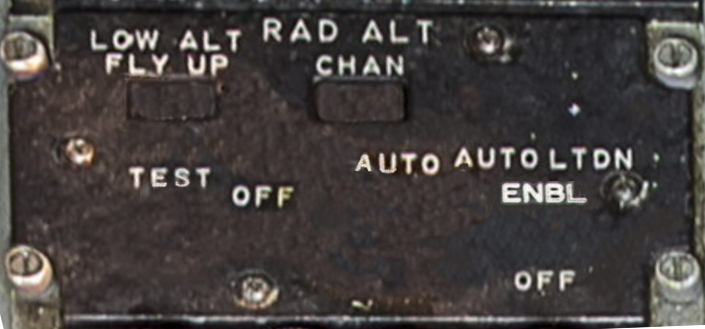 LOW ALT
FLY UP
RAD ALT
CHAN
TEST
OFF
AUTO
AUTO LTDN
ENBL
OFF